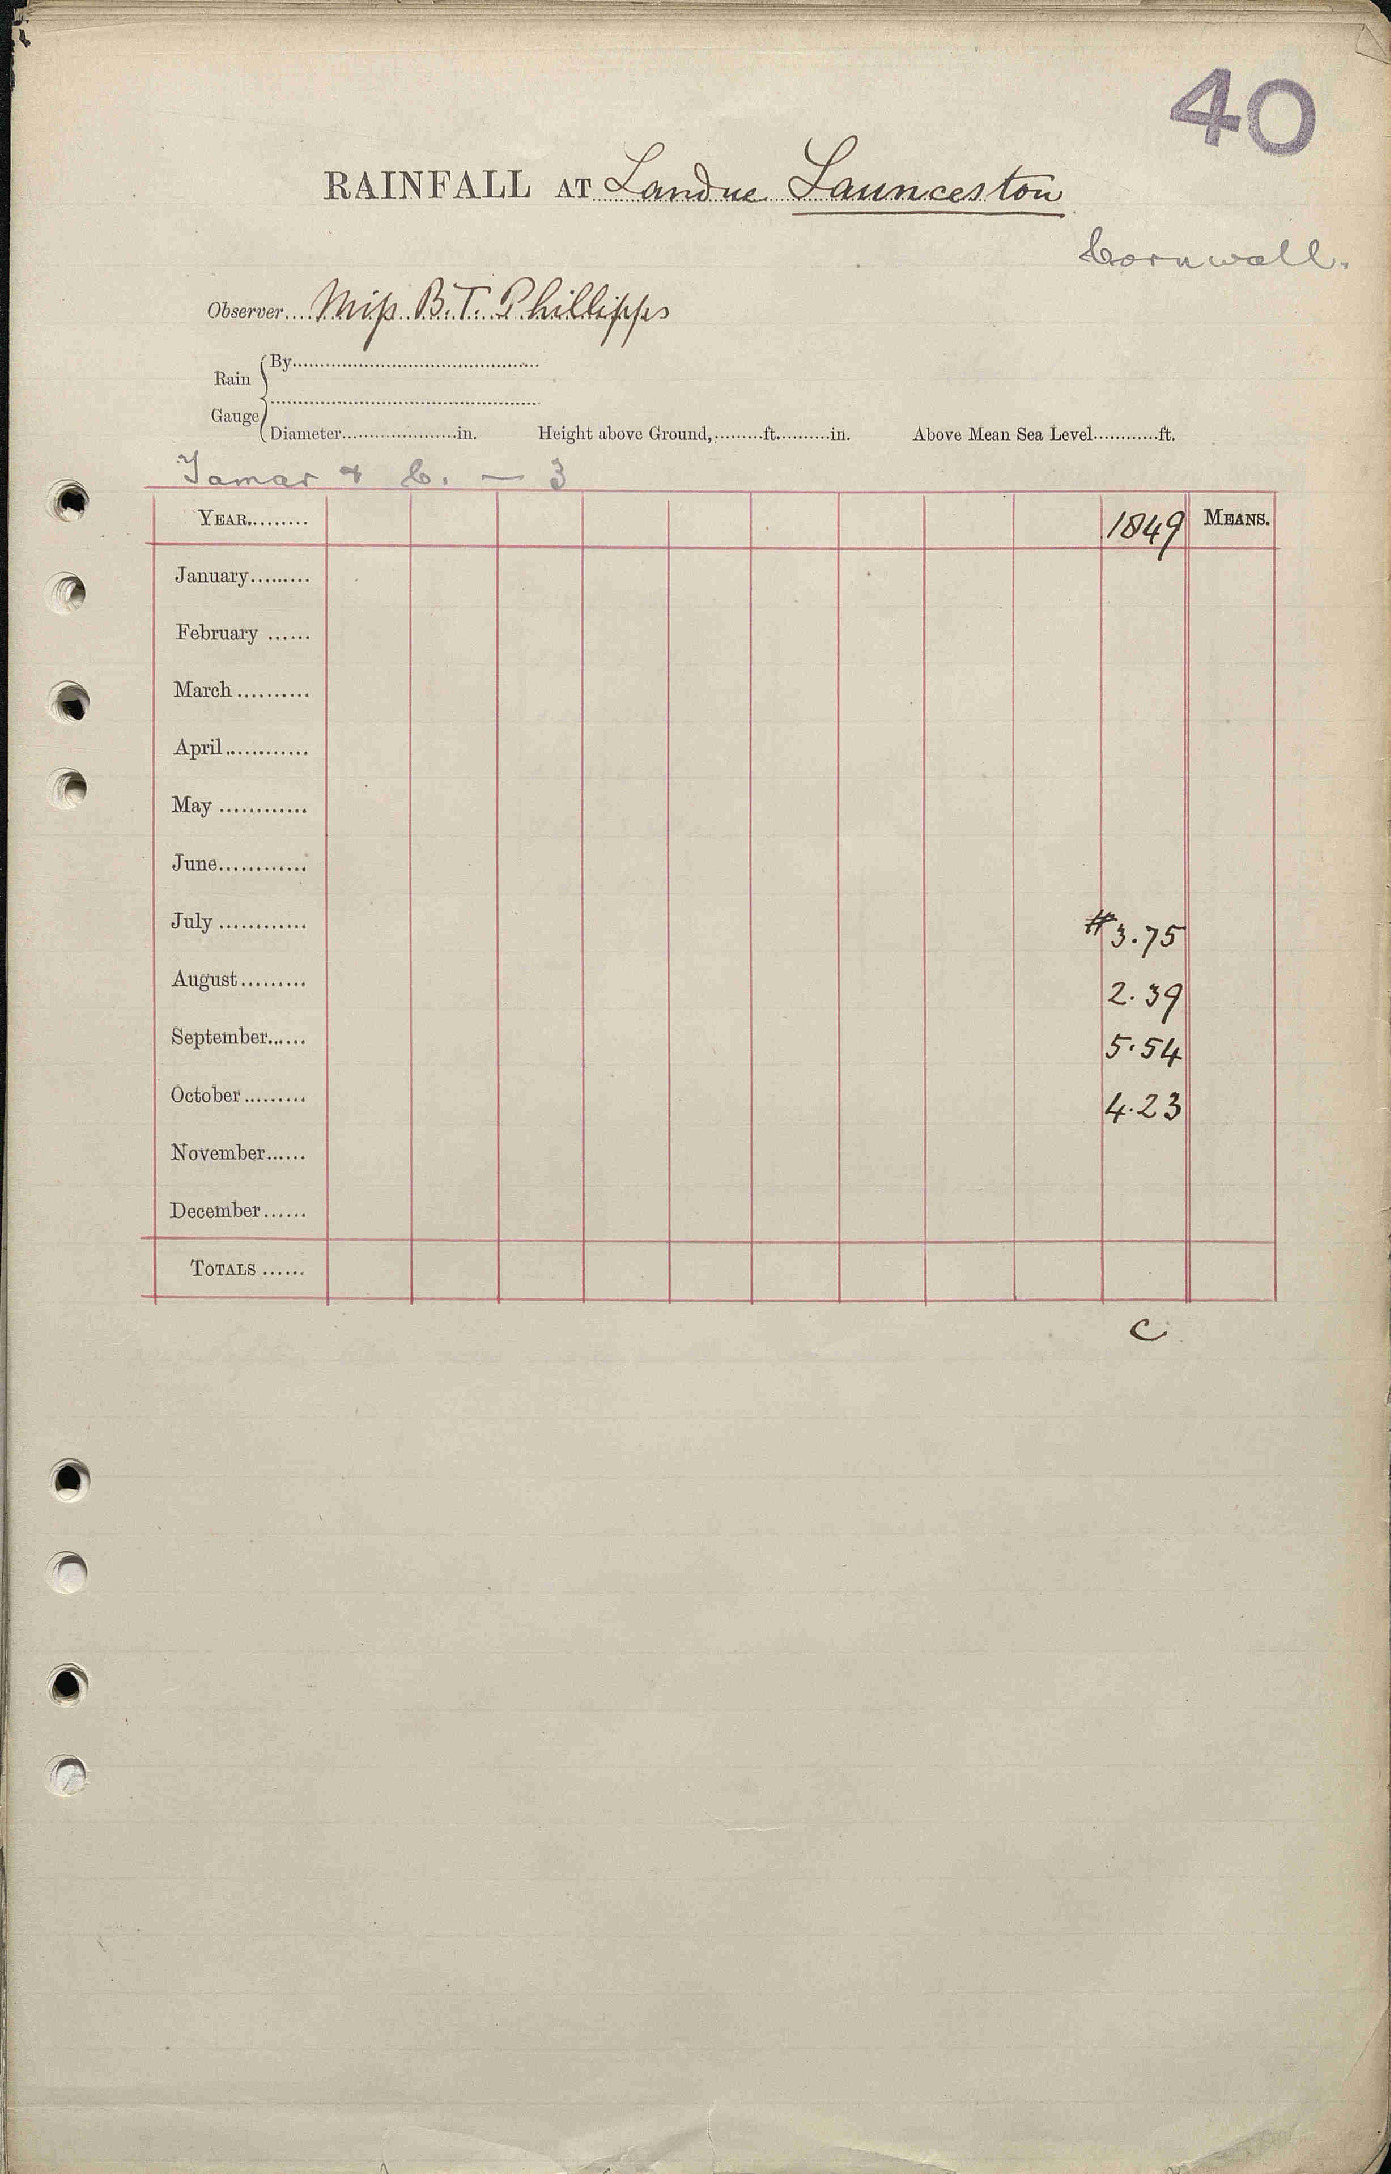 40
RAINFALL AT Landue Launceston
Cornwall.
Observer.... Miss B.T. Phillipps
Rain Gauge
By
Diameter....................in. Height above Ground,.........ft..........in. Above Mean Sea Level............ft.
Tamar & C. — 3
YEAR......... 1849 MEANS.
January.........
February ......
March..........
April............
May ............
June............
July ............ # 3.75
August......... 2.39
September...... 5.54
October......... 4.23
November......
December......
TOTALS ......
C